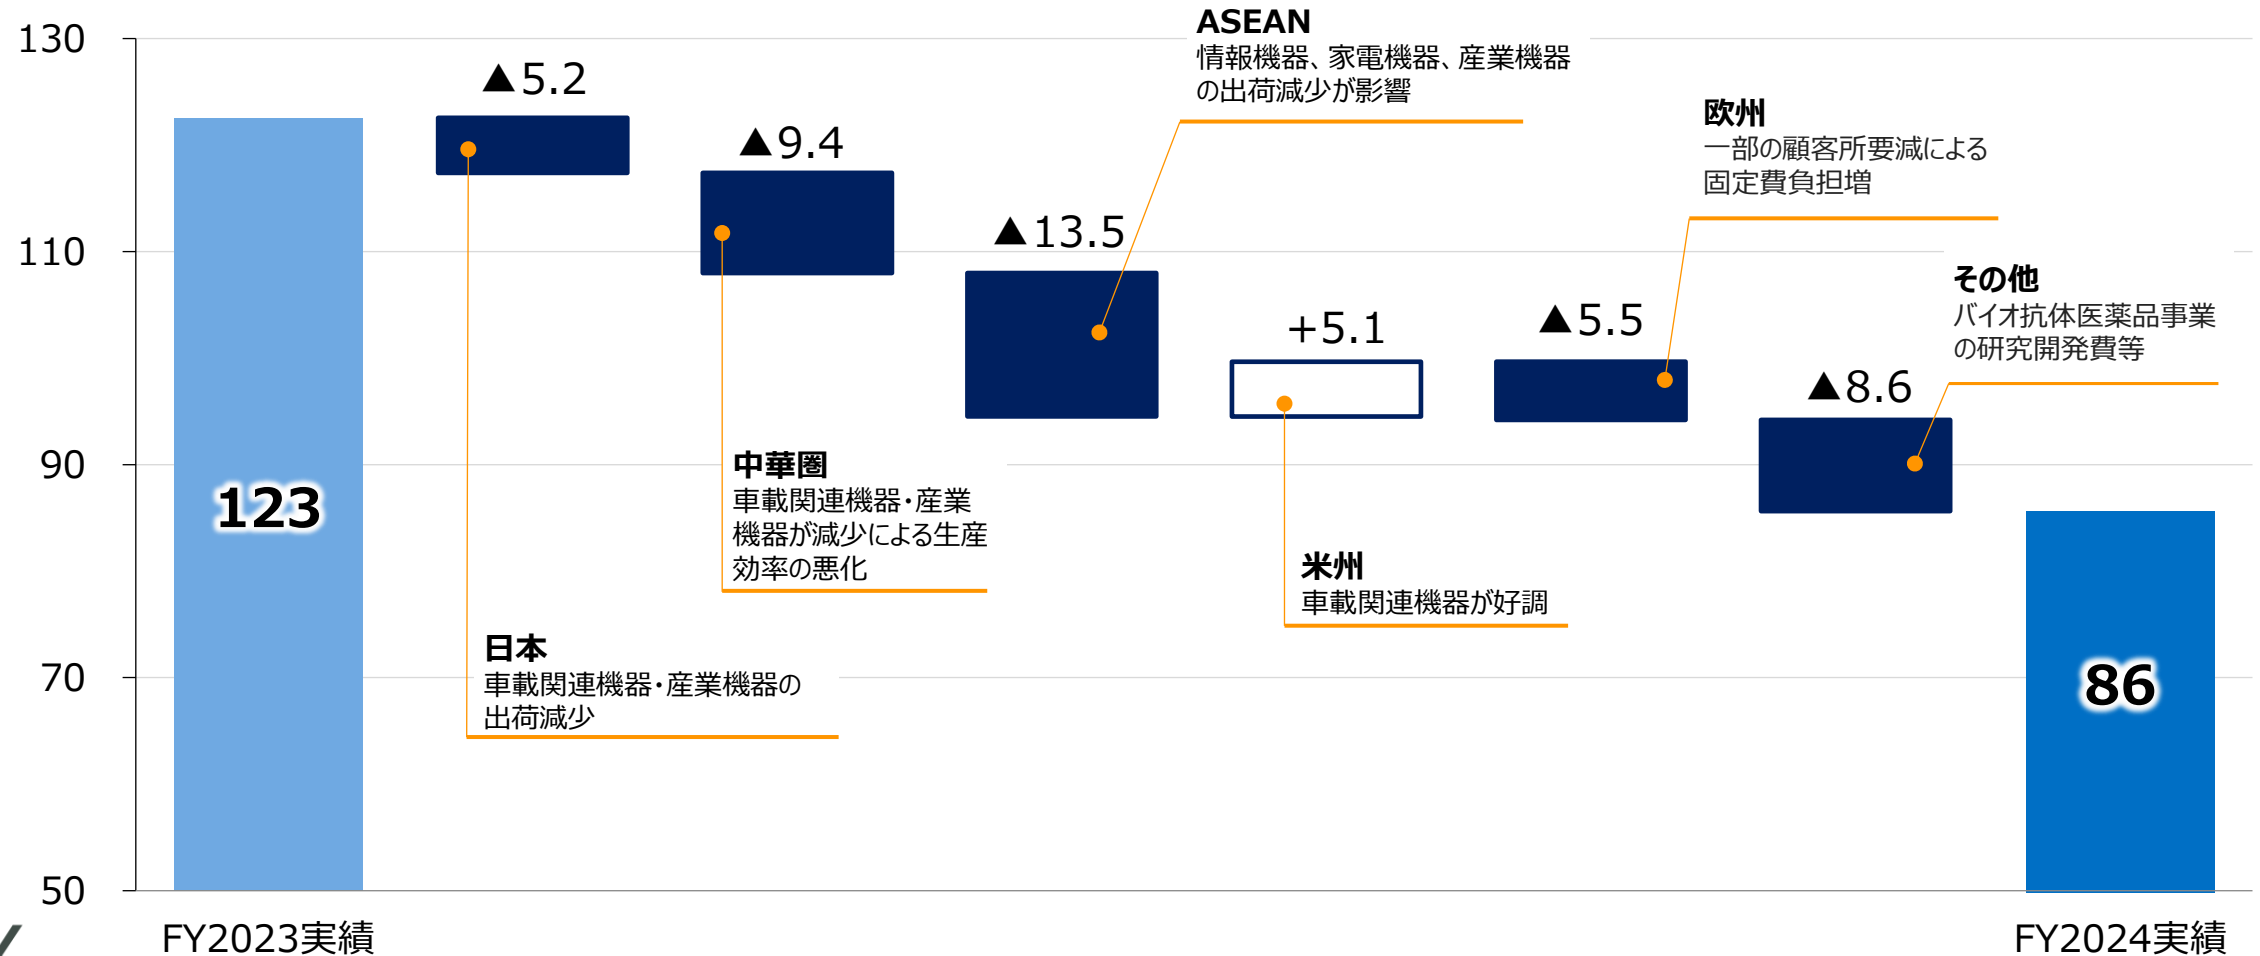 130
110
90
70
50
123
FY2023実績
▲5.2
日本
車載関連機器・産業機器の
出荷減少
▲9.4
中華圏
車載関連機器・産業
機器が減少による生産
効率の悪化
▲13.5
ASEAN
情報機器、家電機器、産業機器
の出荷減少が影響
+5.1
米州
車載関連機器が好調
▲5.5
欧州
一部の顧客所要減による
固定費負担増
▲8.6
その他
バイオ抗体医薬品事業
の研究開発費等
86
FY2024実績